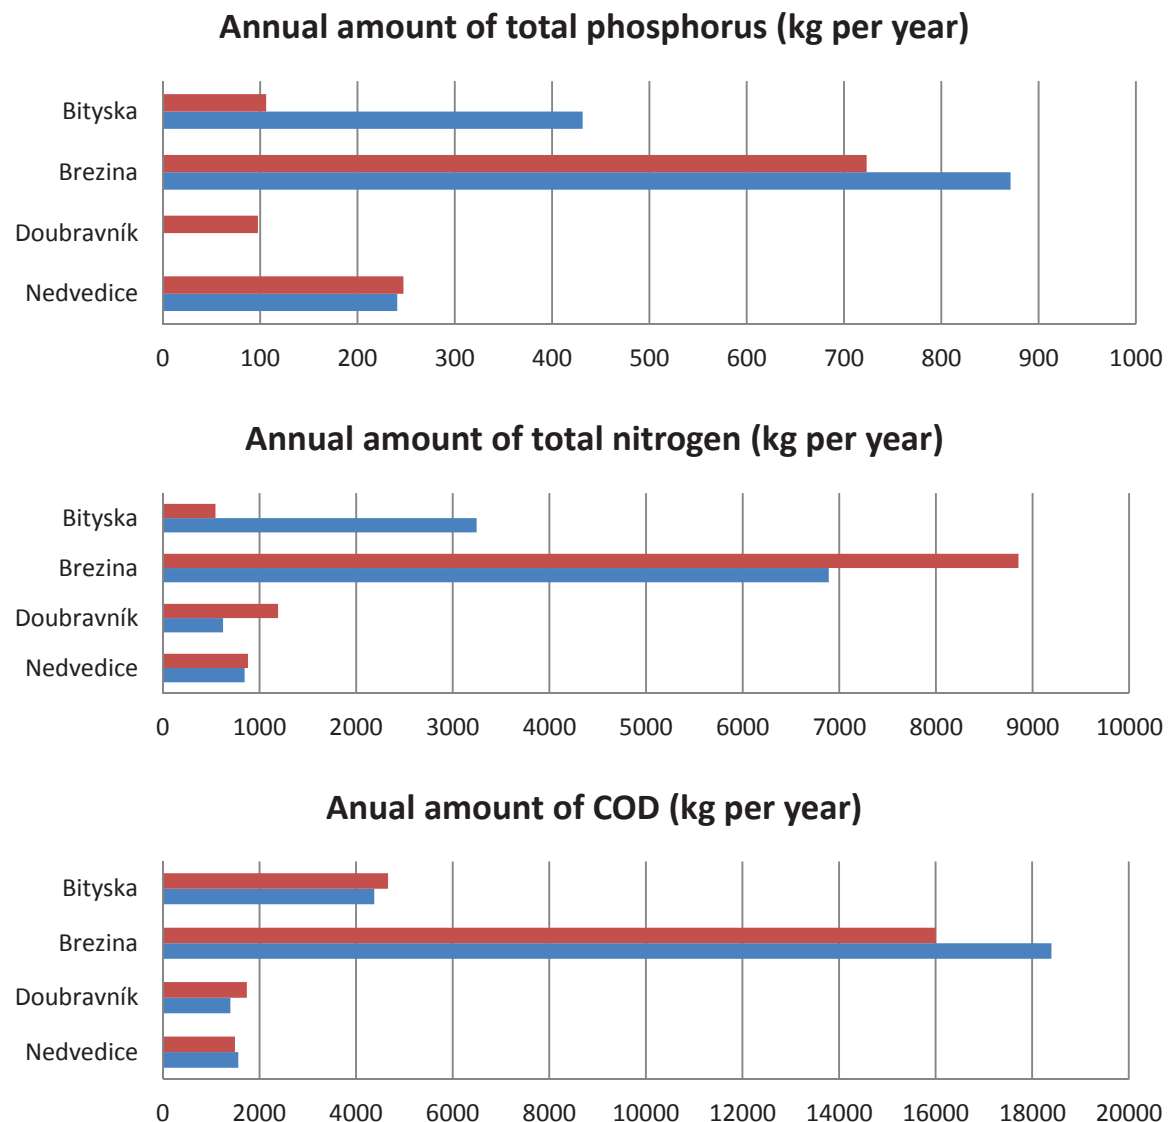 Annual amount of total phosphorus (kg per year)
Bityska
Brezina
Doubravník
Nedvedice
0 100 200 300 400 500 600 700 800 900 1000
Annual amount of total nitrogen (kg per year)
Bityska
Brezina
Doubravník
Nedvedice
0 1000 2000 3000 4000 5000 6000 7000 8000 9000 10000
Anual amount of COD (kg per year)
Bityska
Brezina
Doubravník
Nedvedice
0 2000 4000 6000 8000 10000 12000 14000 16000 18000 20000